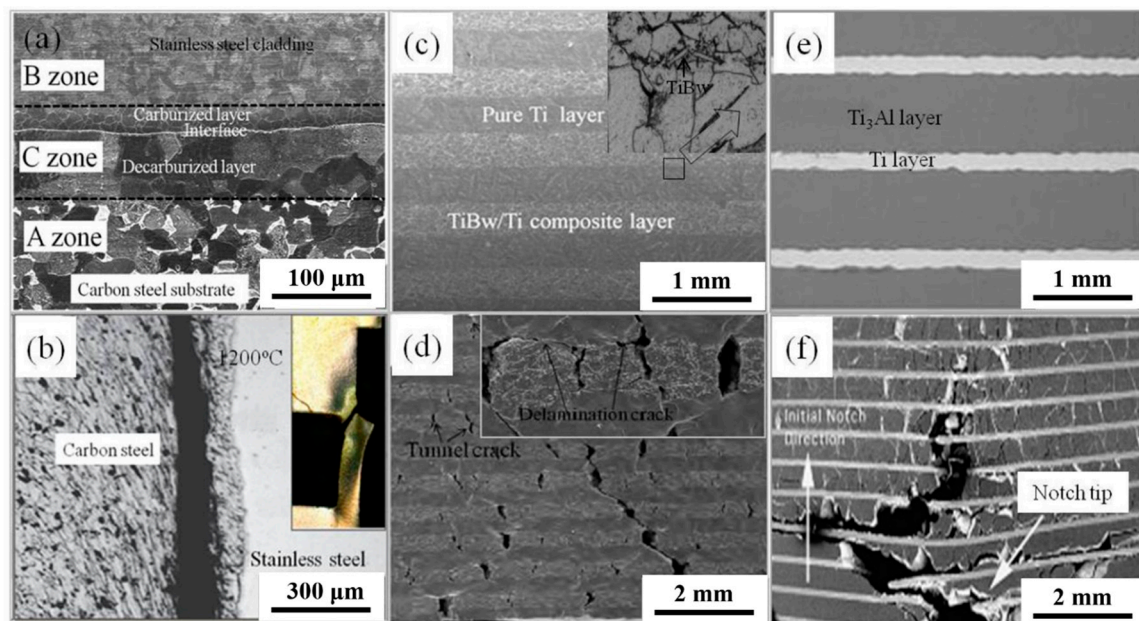 (a)
Stainless steel cladding
B zone
Carburized layer
Interface
C zone
Decarburized layer
A zone
Carbon steel substrate
100 μm
(b)
1200°C
Carbon steel
Stainless steel
300 μm
(c)
TiBw
Pure Ti layer
TiBw/Ti composite layer
1 mm
(d)
Delamination crack
Tunnel crack
2 mm
(e)
Ti₃Al layer
Ti layer
1 mm
(f)
Initial Notch
Direction
Notch tip
2 mm